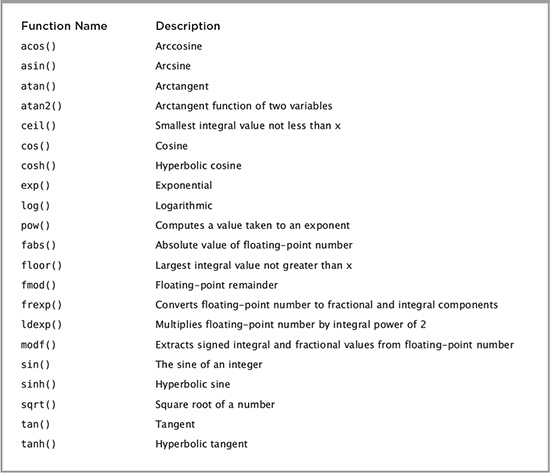 Function Name Description
acos() Arccosine
asin() Arcsine
atan() Arctangent
atan2() Arctangent function of two variables
ceil() Smallest integral value not less than x
cos() Cosine
cosh() Hyperbolic cosine
exp() Exponential
log() Logarithmic
pow() Computes a value taken to an exponent
fabs() Absolute value of floating-point number
floor() Largest integral value not greater than x
fmod() Floating-point remainder
frexp() Converts floating-point number to fractional and integral components
ldexp() Multiplies floating-point number by integral power of 2
modf() Extracts signed integral and fractional values from floating-point number
sin() The sine of an integer
sinh() Hyperbolic sine
sqrt() Square root of a number
tan() Tangent
tanh() Hyperbolic tangent